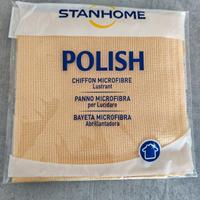 STANHOME
POLISH
CHIFFON MICROFIBRE
Lustrant
PANNO MICROFIBRA
per Lucidare
BAYETA MICROFIBRA
Abrillantadora